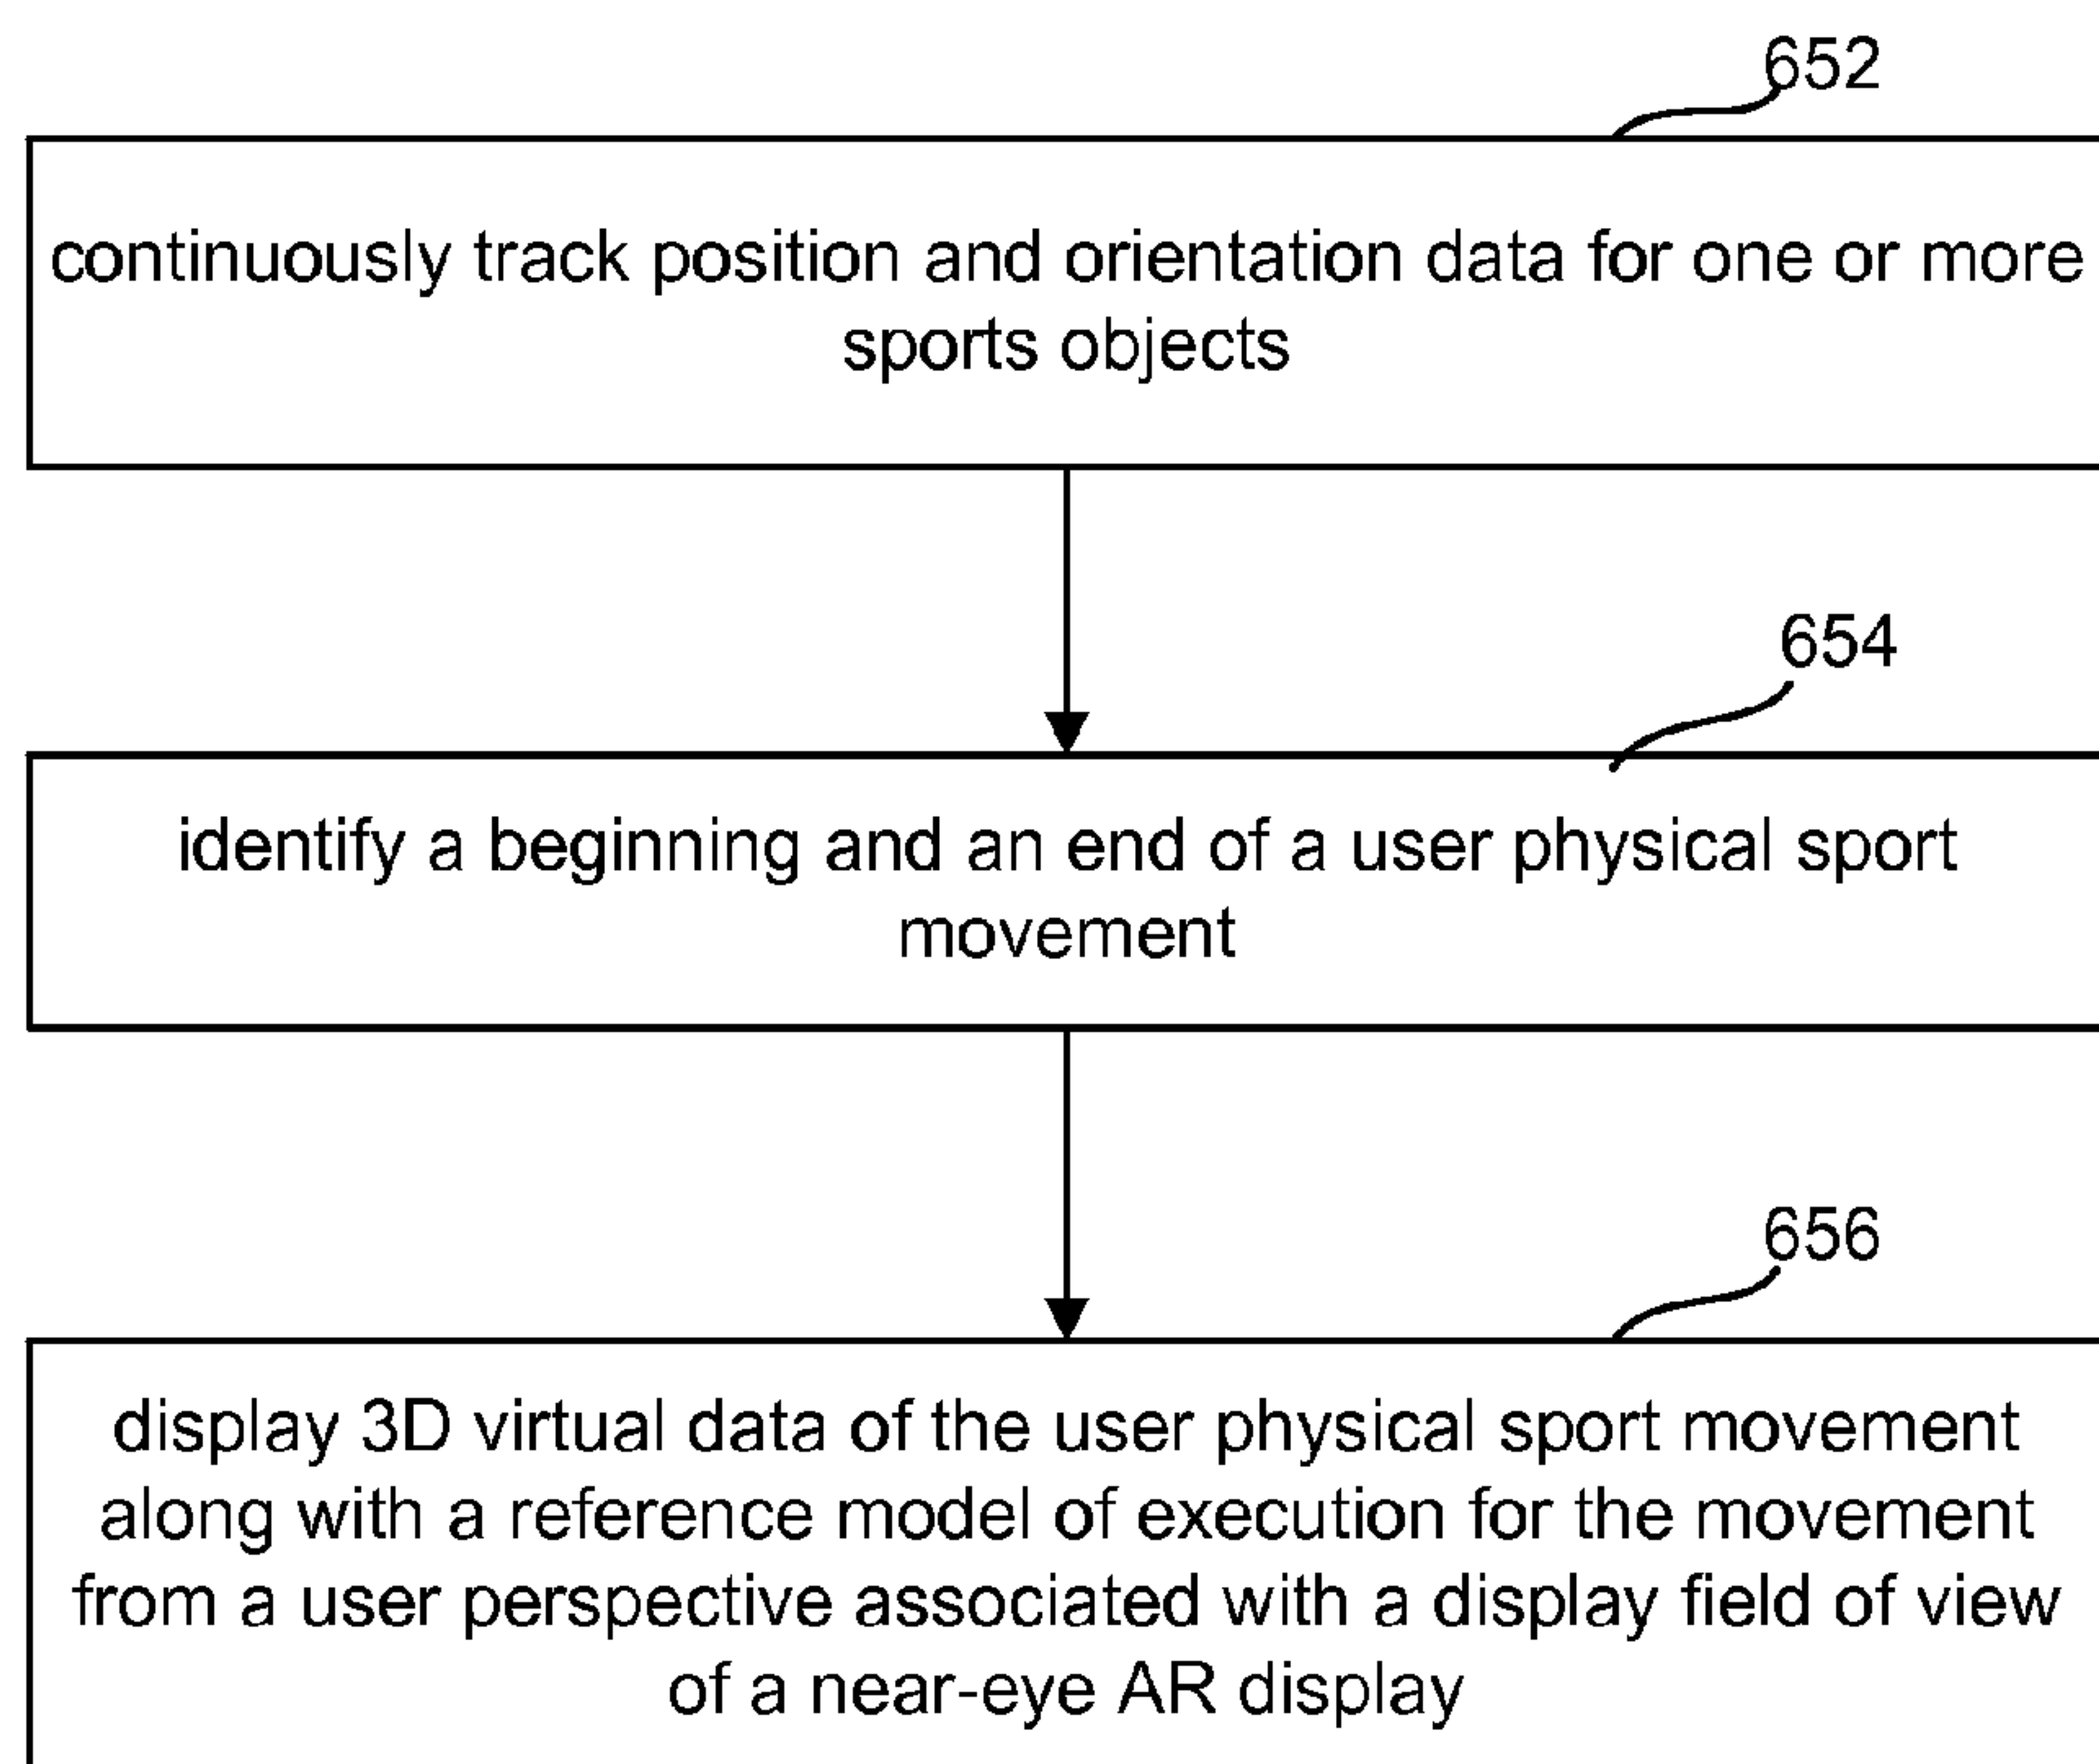 652
continuously track position and orientation data for one or more
sports objects
654
identify a beginning and an end of a user physical sport
movement
656
display 3D virtual data of the user physical sport movement
along with a reference model of execution for the movement
from a user perspective associated with a display field of view
of a near-eye AR display